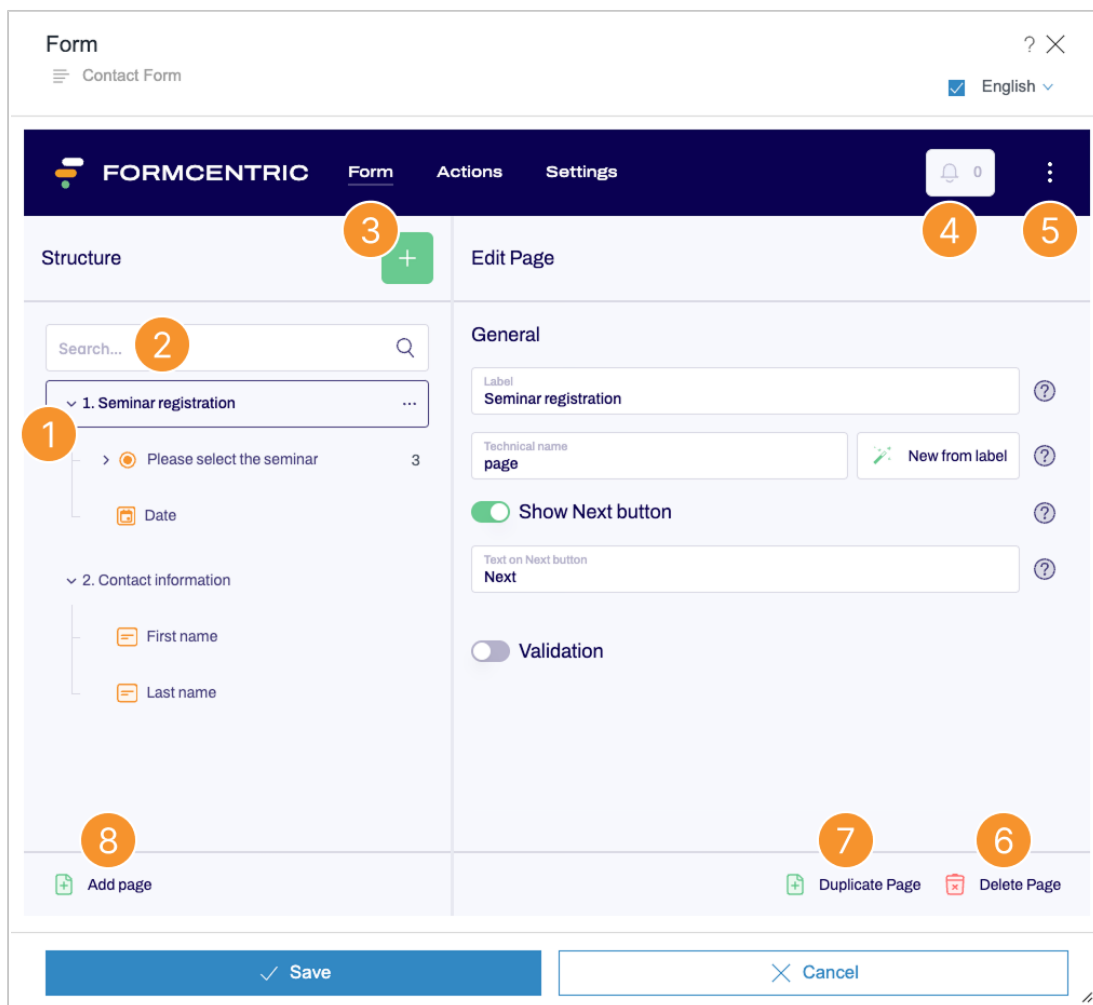 Form
?
Contact Form
English
FORMCENTRIC Form Actions Settings 0
3 4 5
Structure + Edit Page
General
Search... 2
Label
Seminar registration
1. Seminar registration ...
1
Technical name
page
New from label ?
Please select the seminar 3
Show Next button ?
Date
Text on Next button
Next
?
2. Contact information
First name
Validation
Last name
8 7 6
Add page Duplicate Page Delete Page
Save Cancel